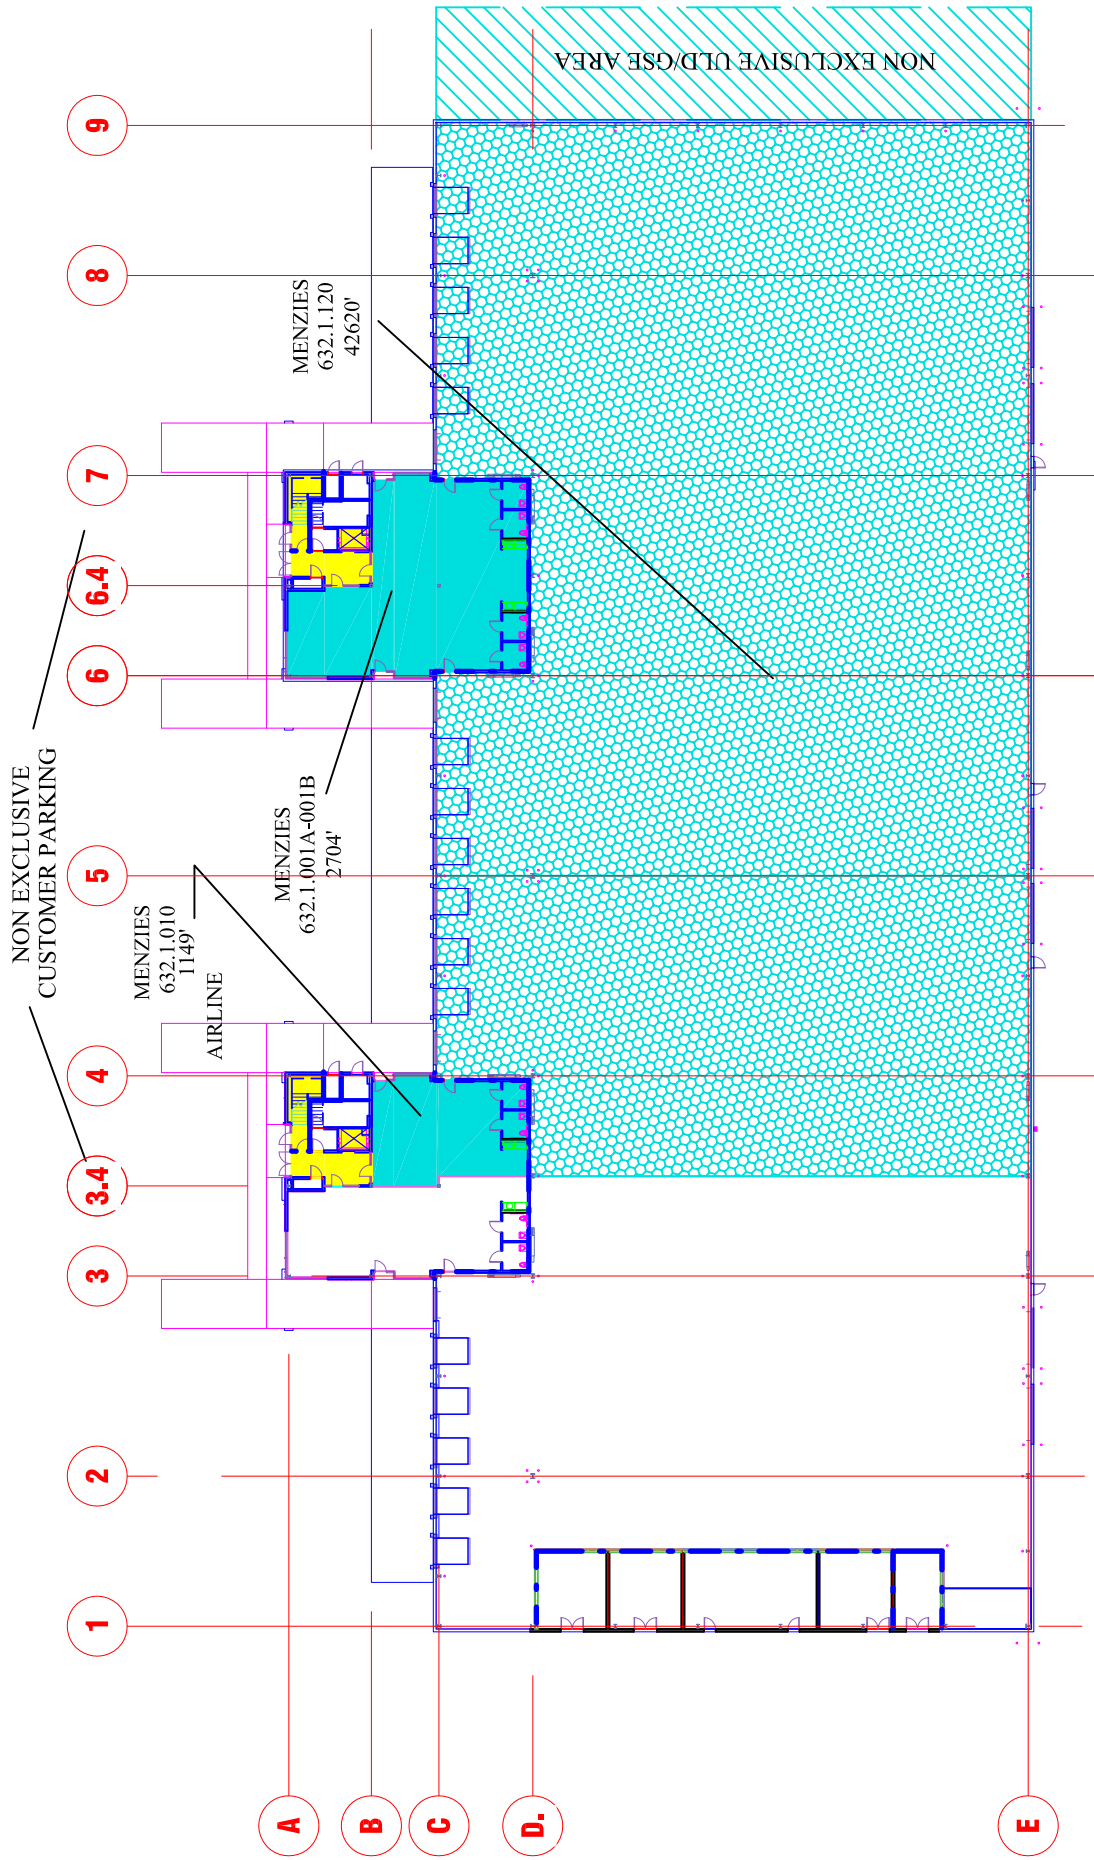 NON EXCLUSIVE
CUSTOMER PARKING
MENZIES
632.1.010
1149'
AIRLINE
MENZIES
632.1.001A-001B
2704'
MENZIES
632.1.120
42620'
NON EXCLUSIVE ULD/GSE AREA
1
2
3
3.4
4
5
6
6.4
7
8
9
A
B
C
D.
E